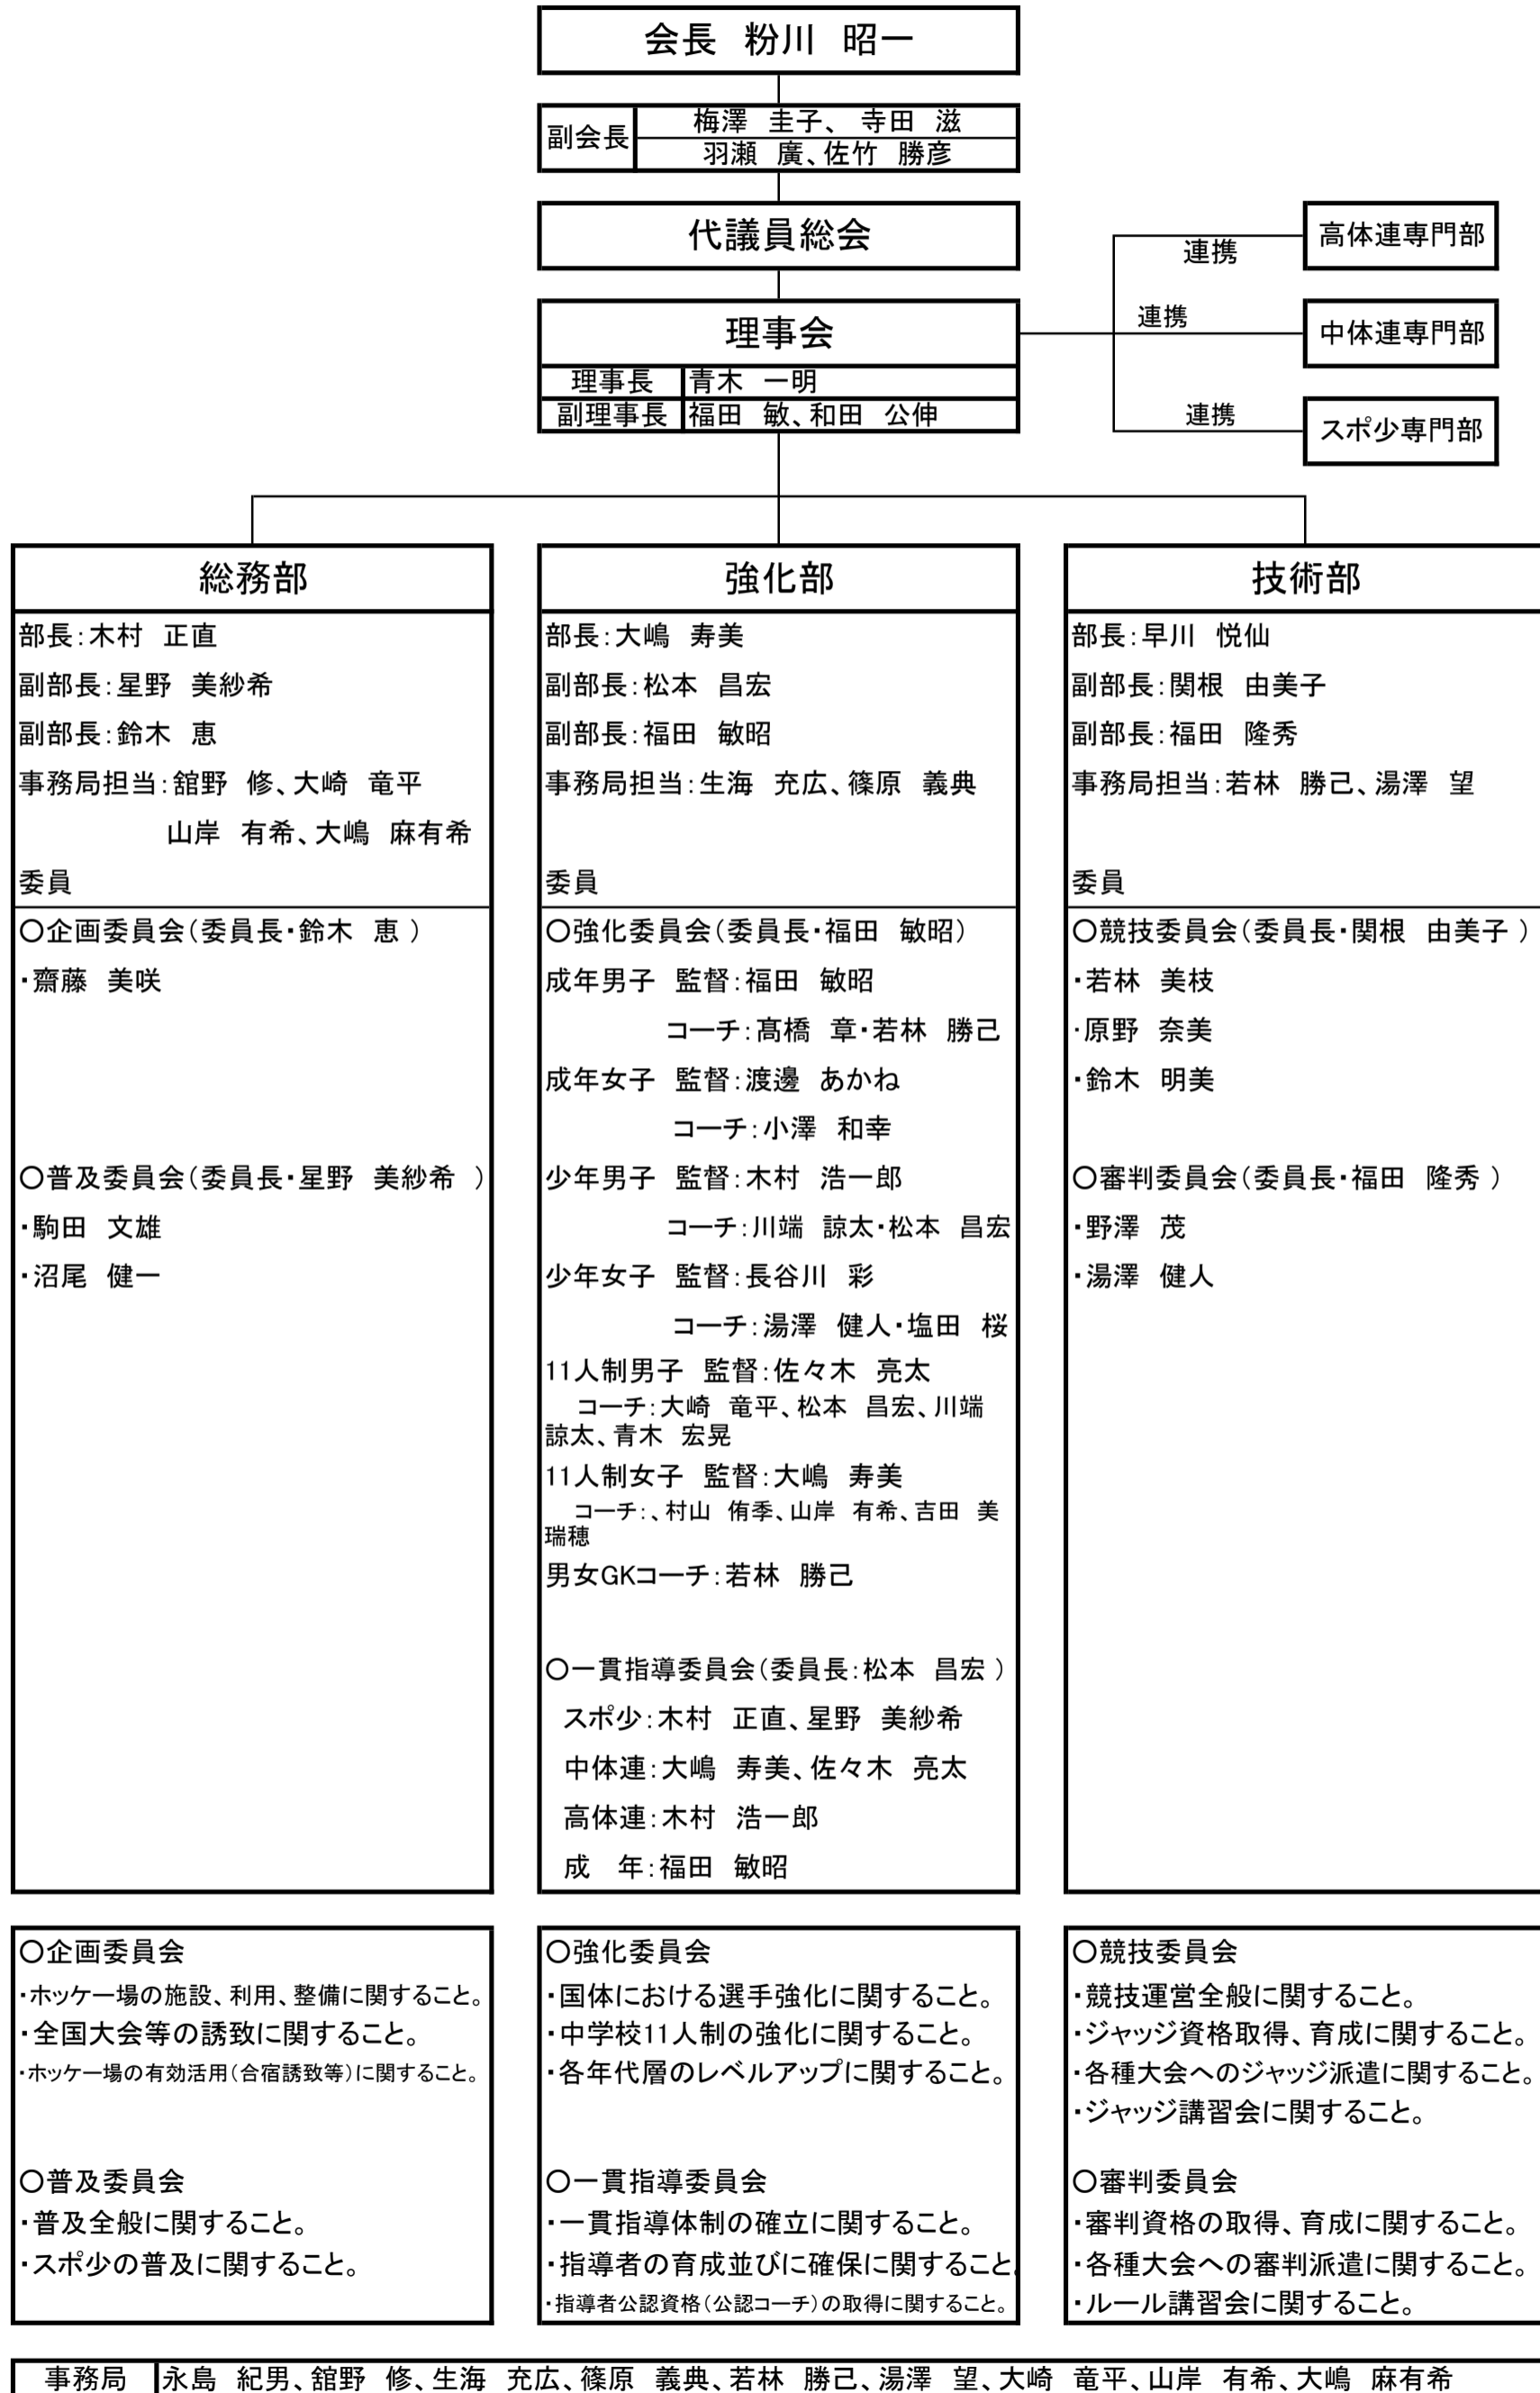 会長　粉川　昭一
副会長
梅澤　圭子、　寺田　滋
羽瀬　廣、佐竹　勝彦
代議員総会
理事会
理事長
青木　一明
副理事長
福田　敏、和田　公伸
連携
高体連専門部
連携
中体連専門部
連携
スポ少専門部
総務部
部長：木村　正直
副部長：星野　美紗希
副部長：鈴木　恵
事務局担当：舘野　修、大崎　竜平
山岸　有希、大嶋　麻有希
委員
〇企画委員会（委員長・鈴木　恵 ）
・齋藤　美咲
〇普及委員会（委員長・星野　美紗希　）
・駒田　文雄
・沼尾　健一
強化部
部長：大嶋　寿美
副部長：松本　昌宏
副部長：福田　敏昭
事務局担当：生海　充広、篠原　義典
委員
〇強化委員会（委員長・福田　敏昭）
成年男子　監督：福田　敏昭
コーチ：髙橋　章・若林　勝己
成年女子　監督：渡邊　あかね
コーチ：小澤　和幸
少年男子　監督：木村　浩一郎
コーチ：川端　諒太・松本　昌宏
少年女子　監督：長谷川　彩
コーチ：湯澤　健人・塩田　桜
11人制男子　監督：佐々木　亮太
コーチ：大崎　竜平、松本　昌宏、川端
諒太、青木　宏晃
11人制女子　監督：大嶋　寿美
コーチ：、村山　侑季、山岸　有希、吉田　美
瑞穂
男女GKコーチ：若林　勝己
〇一貫指導委員会（委員長：松本　昌宏 ）
スポ少：木村　正直、星野　美紗希
中体連：大嶋　寿美、佐々木　亮太
高体連：木村　浩一郎
成　年：福田　敏昭
技術部
部長：早川　悦仙
副部長：関根　由美子
副部長：福田　隆秀
事務局担当：若林　勝己、湯澤　望
委員
〇競技委員会（委員長・関根　由美子 ）
・若林　美枝
・原野　奈美
・鈴木　明美
〇審判委員会（委員長・福田　隆秀 ）
・野澤　茂
・湯澤　健人
〇企画委員会
・ホッケー場の施設、利用、整備に関すること。
・全国大会等の誘致に関すること。
・ホッケー場の有効活用（合宿誘致等）に関すること。
〇普及委員会
・普及全般に関すること。
・スポ少の普及に関すること。
〇強化委員会
・国体における選手強化に関すること。
・中学校11人制の強化に関すること。
・各年代層のレベルアップに関すること。
〇一貫指導委員会
・一貫指導体制の確立に関すること。
・指導者の育成並びに確保に関すること。
・指導者公認資格（公認コーチ）の取得に関すること。
〇競技委員会
・競技運営全般に関すること。
・ジャッジ資格取得、育成に関すること。
・各種大会へのジャッジ派遣に関すること。
・ジャッジ講習会に関すること。
〇審判委員会
・審判資格の取得、育成に関すること。
・各種大会への審判派遣に関すること。
・ルール講習会に関すること。
事務局
永島　紀男、舘野　修、生海　充広、篠原　義典、若林　勝己、湯澤　望、大崎　竜平、山岸　有希、大嶋　麻有希